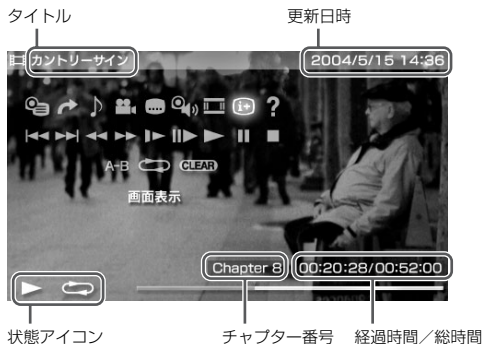 タイトル
更新日時
カントリーサイン
2004/5/15 14:36
i+
?
A-B
CLEAR
画面表示
Chapter 8
00:20:28/00:52:00
状態アイコン
チャプター番号
経過時間／総時間